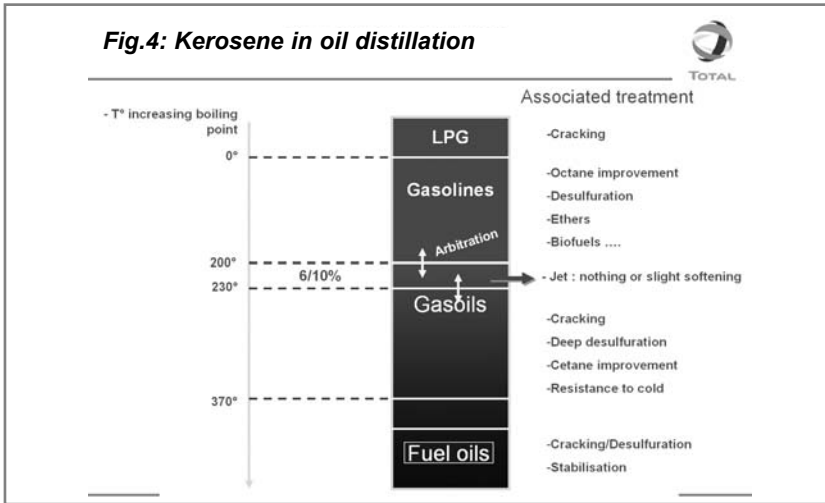 Fig.4: Kerosene in oil distillation
TOTAL
Associated treatment
- T° increasing boiling
point
0°
200°
6/10%
230°
370°
LPG
Gasolines
Arbitration
Gasoils
Fuel oils
-Cracking
-Octane improvement
-Desulfuration
-Ethers
-Biofuels ....
- Jet : nothing or slight softening
-Cracking
-Deep desulfuration
-Cetane improvement
-Resistance to cold
-Cracking/Desulfuration
-Stabilisation